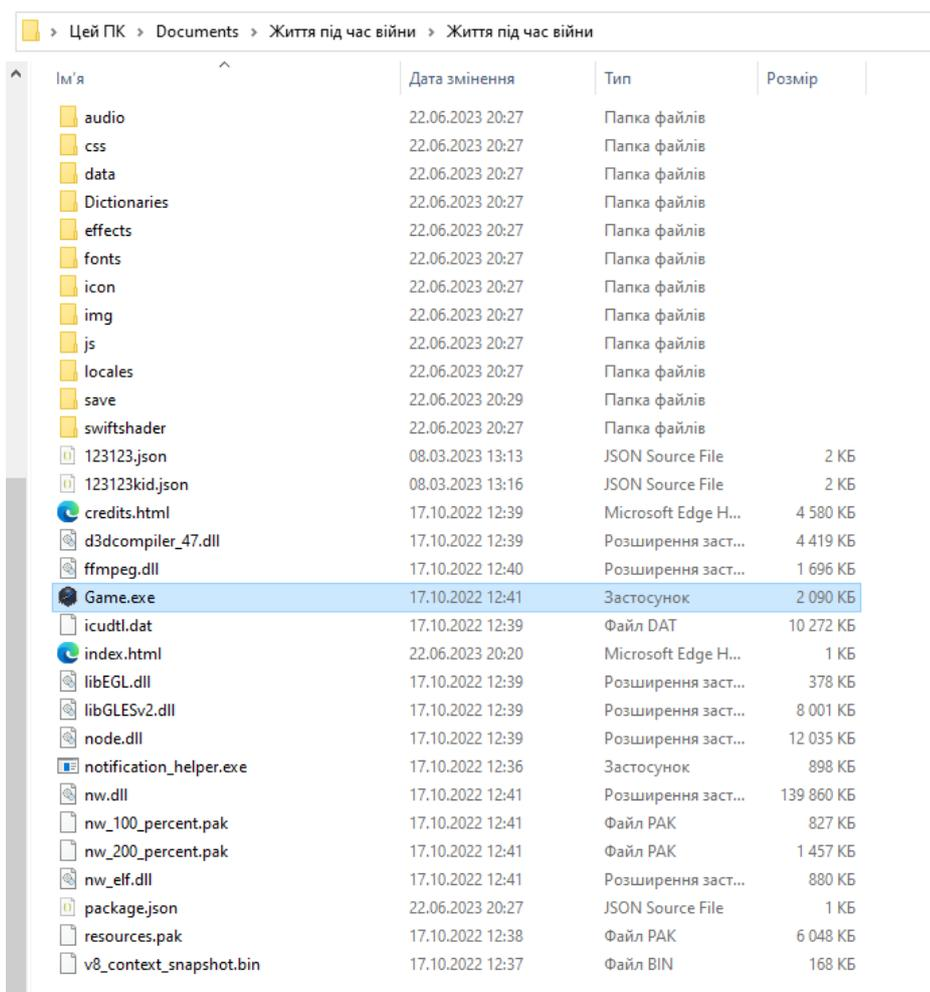 Цей ПК > Documents > Життя під час війни > Життя під час війни
Ім'я Дата змінення Тип Розмір
audio 22.06.2023 20:27 Папка файлів
css 22.06.2023 20:27 Папка файлів
data 22.06.2023 20:27 Папка файлів
Dictionaries 22.06.2023 20:27 Папка файлів
effects 22.06.2023 20:27 Папка файлів
fonts 22.06.2023 20:27 Папка файлів
icon 22.06.2023 20:27 Папка файлів
img 22.06.2023 20:27 Папка файлів
js 22.06.2023 20:27 Папка файлів
locales 22.06.2023 20:27 Папка файлів
save 22.06.2023 20:29 Папка файлів
swiftshader 22.06.2023 20:27 Папка файлів
123123.json 08.03.2023 13:13 JSON Source File 2 КБ
123123kid.json 08.03.2023 13:16 JSON Source File 2 КБ
credits.html 17.10.2022 12:39 Microsoft Edge H... 4 580 КБ
d3dcompiler_47.dll 17.10.2022 12:39 Розширення заст... 4 419 КБ
ffmpeg.dll 17.10.2022 12:40 Розширення заст... 1 696 КБ
Game.exe 17.10.2022 12:41 Застосунок 2 090 КБ
icudtl.dat 17.10.2022 12:39 Файл DAT 10 272 КБ
index.html 22.06.2023 20:20 Microsoft Edge H... 1 КБ
libEGL.dll 17.10.2022 12:39 Розширення заст... 378 КБ
libGLESv2.dll 17.10.2022 12:39 Розширення заст... 8 001 КБ
node.dll 17.10.2022 12:39 Розширення заст... 12 035 КБ
notification_helper.exe 17.10.2022 12:36 Застосунок 898 КБ
nw.dll 17.10.2022 12:41 Розширення заст... 139 860 КБ
nw_100_percent.pak 17.10.2022 12:41 Файл PAK 827 КБ
nw_200_percent.pak 17.10.2022 12:41 Файл PAK 1 457 КБ
nw_elf.dll 17.10.2022 12:41 Розширення заст... 880 КБ
package.json 22.06.2023 20:27 JSON Source File 1 КБ
resources.pak 17.10.2022 12:38 Файл PAK 6 048 КБ
v8_context_snapshot.bin 17.10.2022 12:37 Файл BIN 168 КБ